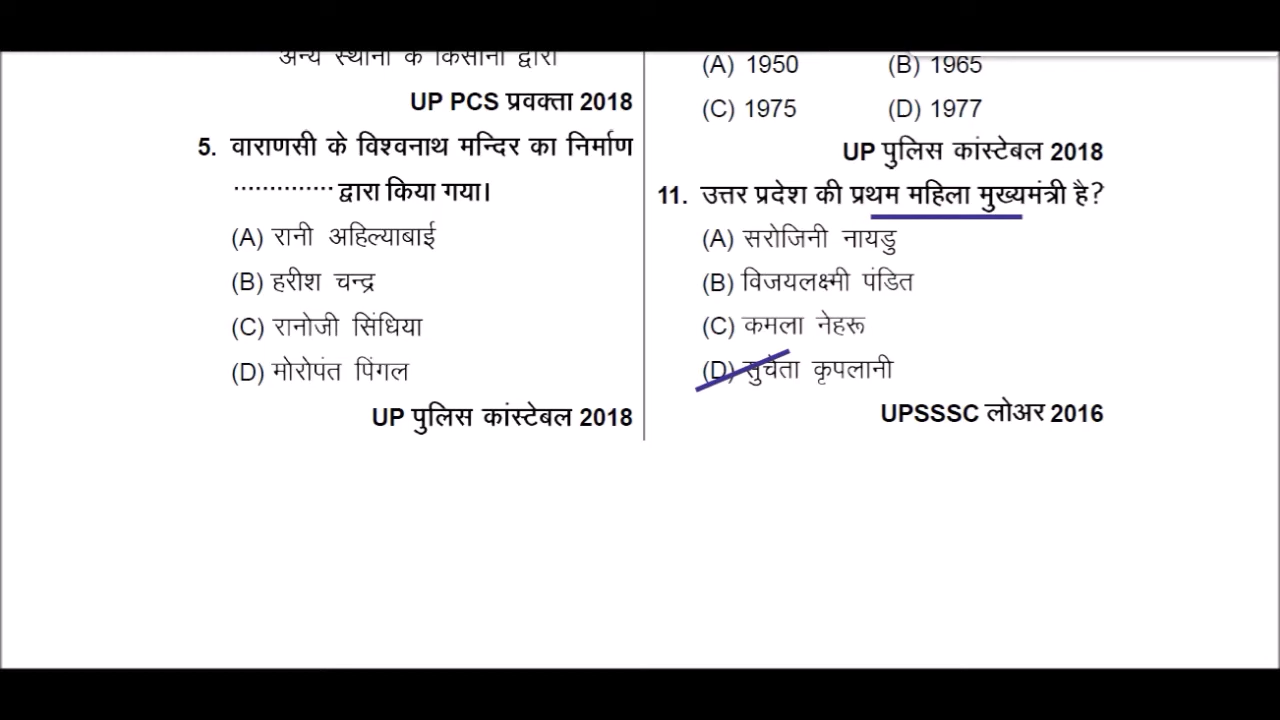 अन्य स्थानों के किसानों द्वारा
UP PCS प्रवक्ता 2018
5. वाराणसी के विश्वनाथ मन्दिर का निर्माण
.............. द्वारा किया गया।
(A) रानी अहिल्याबाई
(B) हरीश चन्द्र
(C) रानोजी सिंधिया
(D) मोरोपंत पिंगल
UP पुलिस कांस्टेबल 2018
(A) 1950 (B) 1965
(C) 1975 (D) 1977
UP पुलिस कांस्टेबल 2018
11. उत्तर प्रदेश की प्रथम महिला मुख्यमंत्री है?
(A) सरोजिनी नायडु
(B) विजयलक्ष्मी पंडित
(C) कमला नेहरू
(D) सुचेता कृपलानी
UPSSSC लोअर 2016